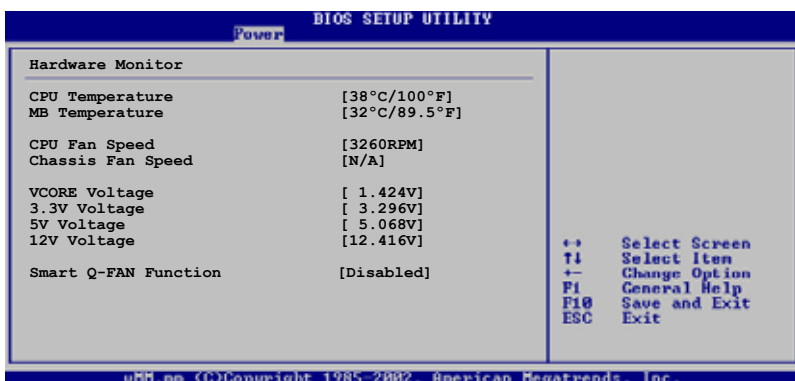 BIOS SETUP UTILITY
Power
Hardware Monitor
CPU Temperature [38°C/100°F]
MB Temperature [32°C/89.5°F]
CPU Fan Speed [3260RPM]
Chassis Fan Speed [N/A]
VCORE Voltage [ 1.424V]
3.3V Voltage [ 3.296V]
5V Voltage [ 5.068V]
12V Voltage [12.416V]
Smart Q-FAN Function [Disabled]
↔ Select Screen
↑↓ Select Item
+- Change Option
F1 General Help
F10 Save and Exit
ESC Exit
(C)Copyright 1985-2002, American Megatrends, Inc.